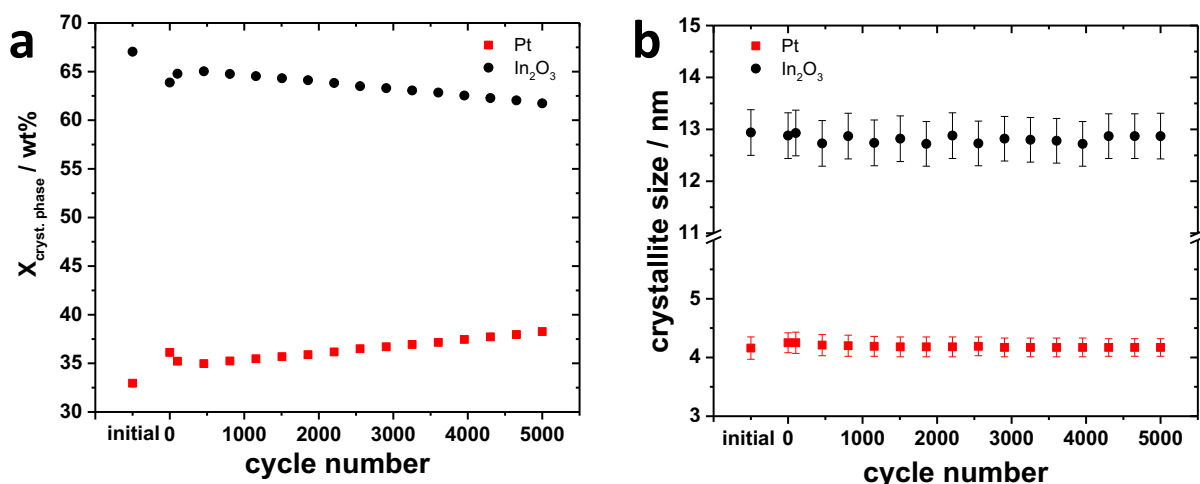 a
70
65
60
55
50
45
40
35
30
X cryst. phase / wt%
Pt
In₂O₃
initial 0 1000 2000 3000 4000 5000
cycle number
b
15
14
13
12
11
5
4
3
crystallite size / nm
Pt
In₂O₃
initial 0 1000 2000 3000 4000 5000
cycle number